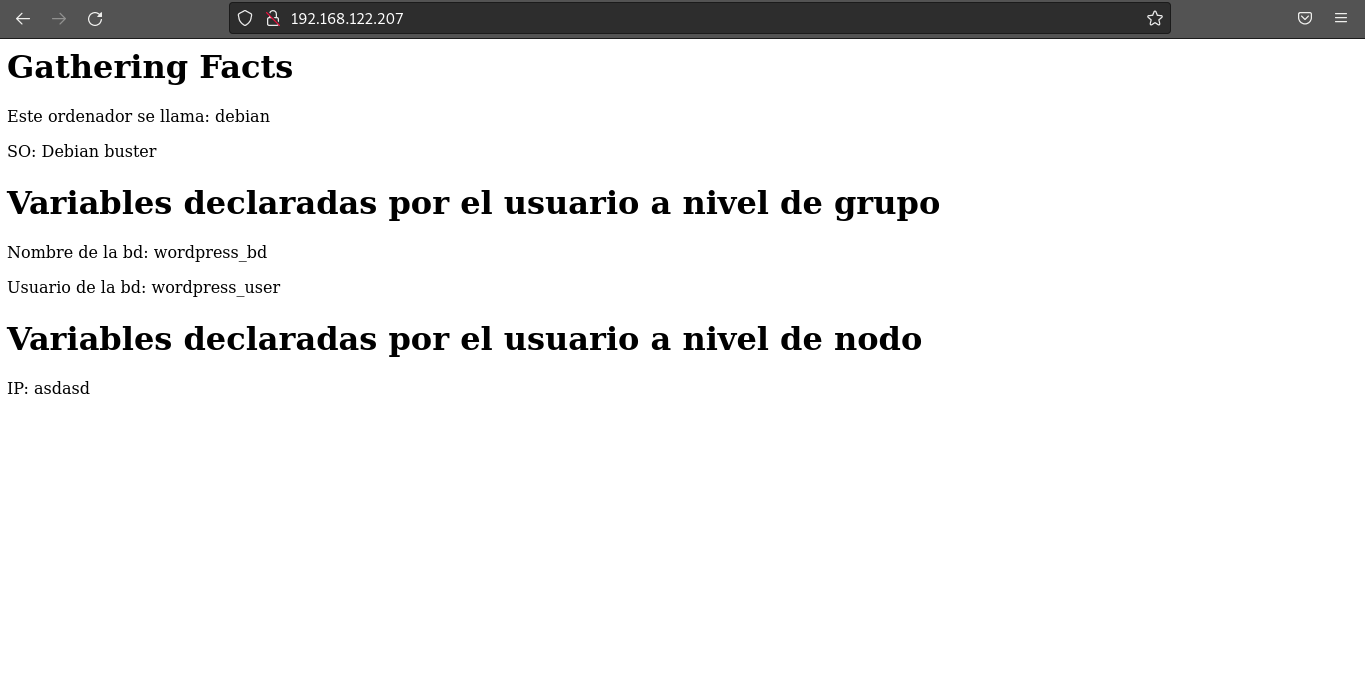 192.168.122.207
Gathering Facts
Este ordenador se llama: debian
SO: Debian buster
Variables declaradas por el usuario a nivel de grupo
Nombre de la bd: wordpress_bd
Usuario de la bd: wordpress_user
Variables declaradas por el usuario a nivel de nodo
IP: asdasd